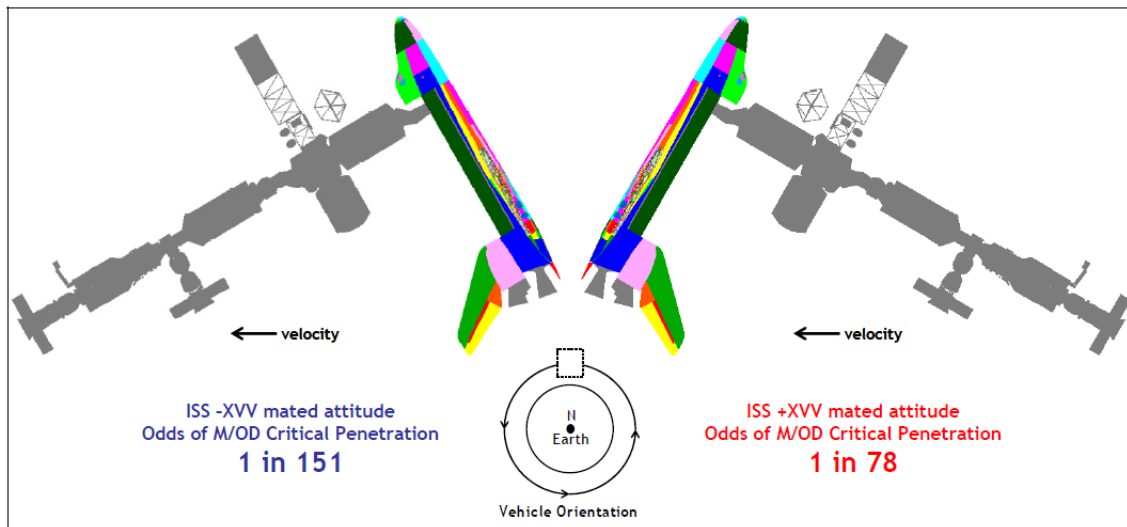 velocity
velocity
ISS -XVV mated attitude
Odds of M/OD Critical Penetration
1 in 151
N
Earth
Vehicle Orientation
ISS +XVV mated attitude
Odds of M/OD Critical Penetration
1 in 78